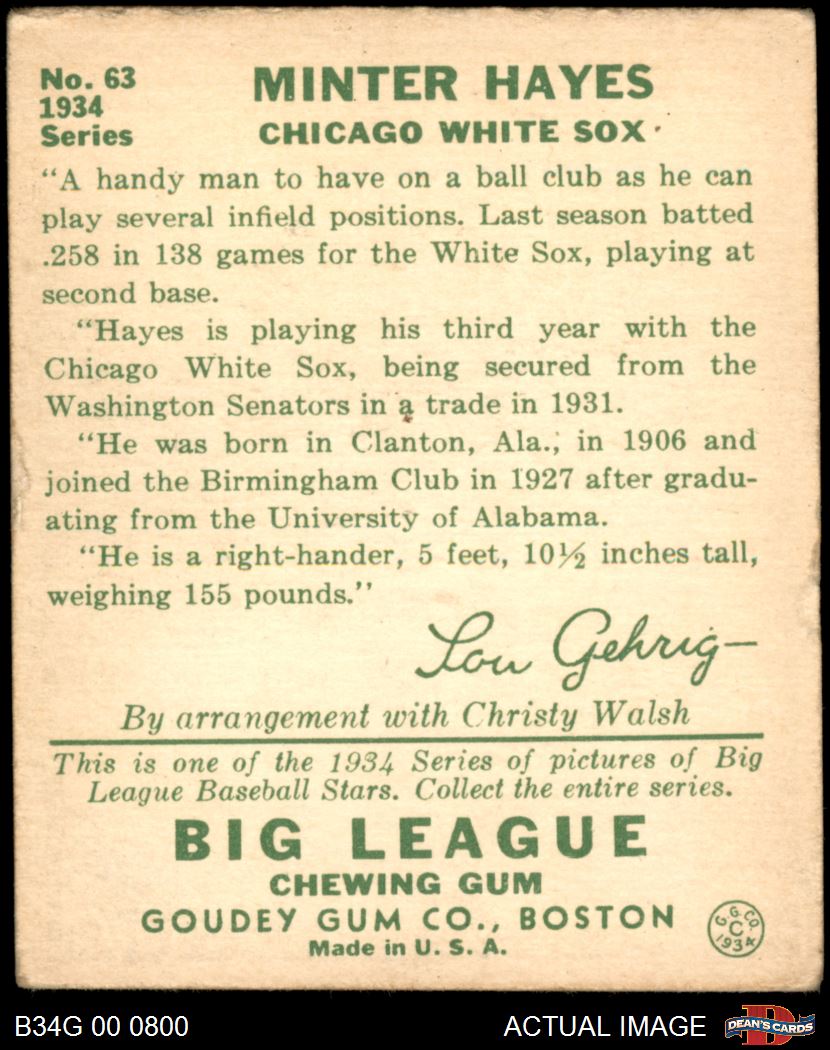 No. 63
1934
Series
MINTER HAYES
CHICAGO WHITE SOX
“A handy man to have on a ball club as he can
play several infield positions. Last season batted
.258 in 138 games for the White Sox, playing at
second base.
“Hayes is playing his third year with the
Chicago White Sox, being secured from the
Washington Senators in a trade in 1931.
“He was born in Clanton, Ala., in 1906 and
joined the Birmingham Club in 1927 after gradu-
ating from the University of Alabama.
“He is a right-hander, 5 feet, 10½ inches tall,
weighing 155 pounds.”
Lou Gehrig—
By arrangement with Christy Walsh
This is one of the 1934 Series of pictures of Big
League Baseball Stars. Collect the entire series.
BIG LEAGUE
CHEWING GUM
GOUDEY GUM CO., BOSTON
Made in U. S. A.
G. G. CO.
C
1934
B34G 00 0800
ACTUAL IMAGE
D
DEAN'S CARDS